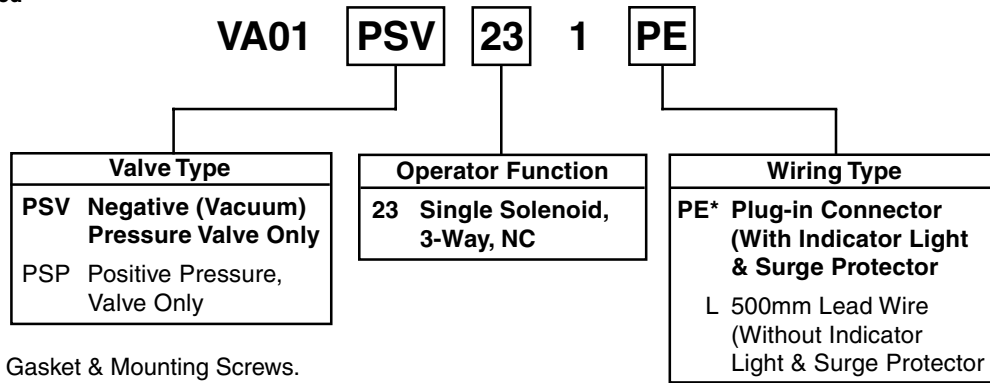 VA01 PSV 23 1 PE
Valve Type
PSV Negative (Vacuum)
Pressure Valve Only
PSP Positive Pressure,
Valve Only
Operator Function
23 Single Solenoid,
3-Way, NC
Wiring Type
PE* Plug-in Connector
(With Indicator Light
& Surge Protector
L 500mm Lead Wire
(Without Indicator
Light & Surge Protector
Gasket & Mounting Screws.